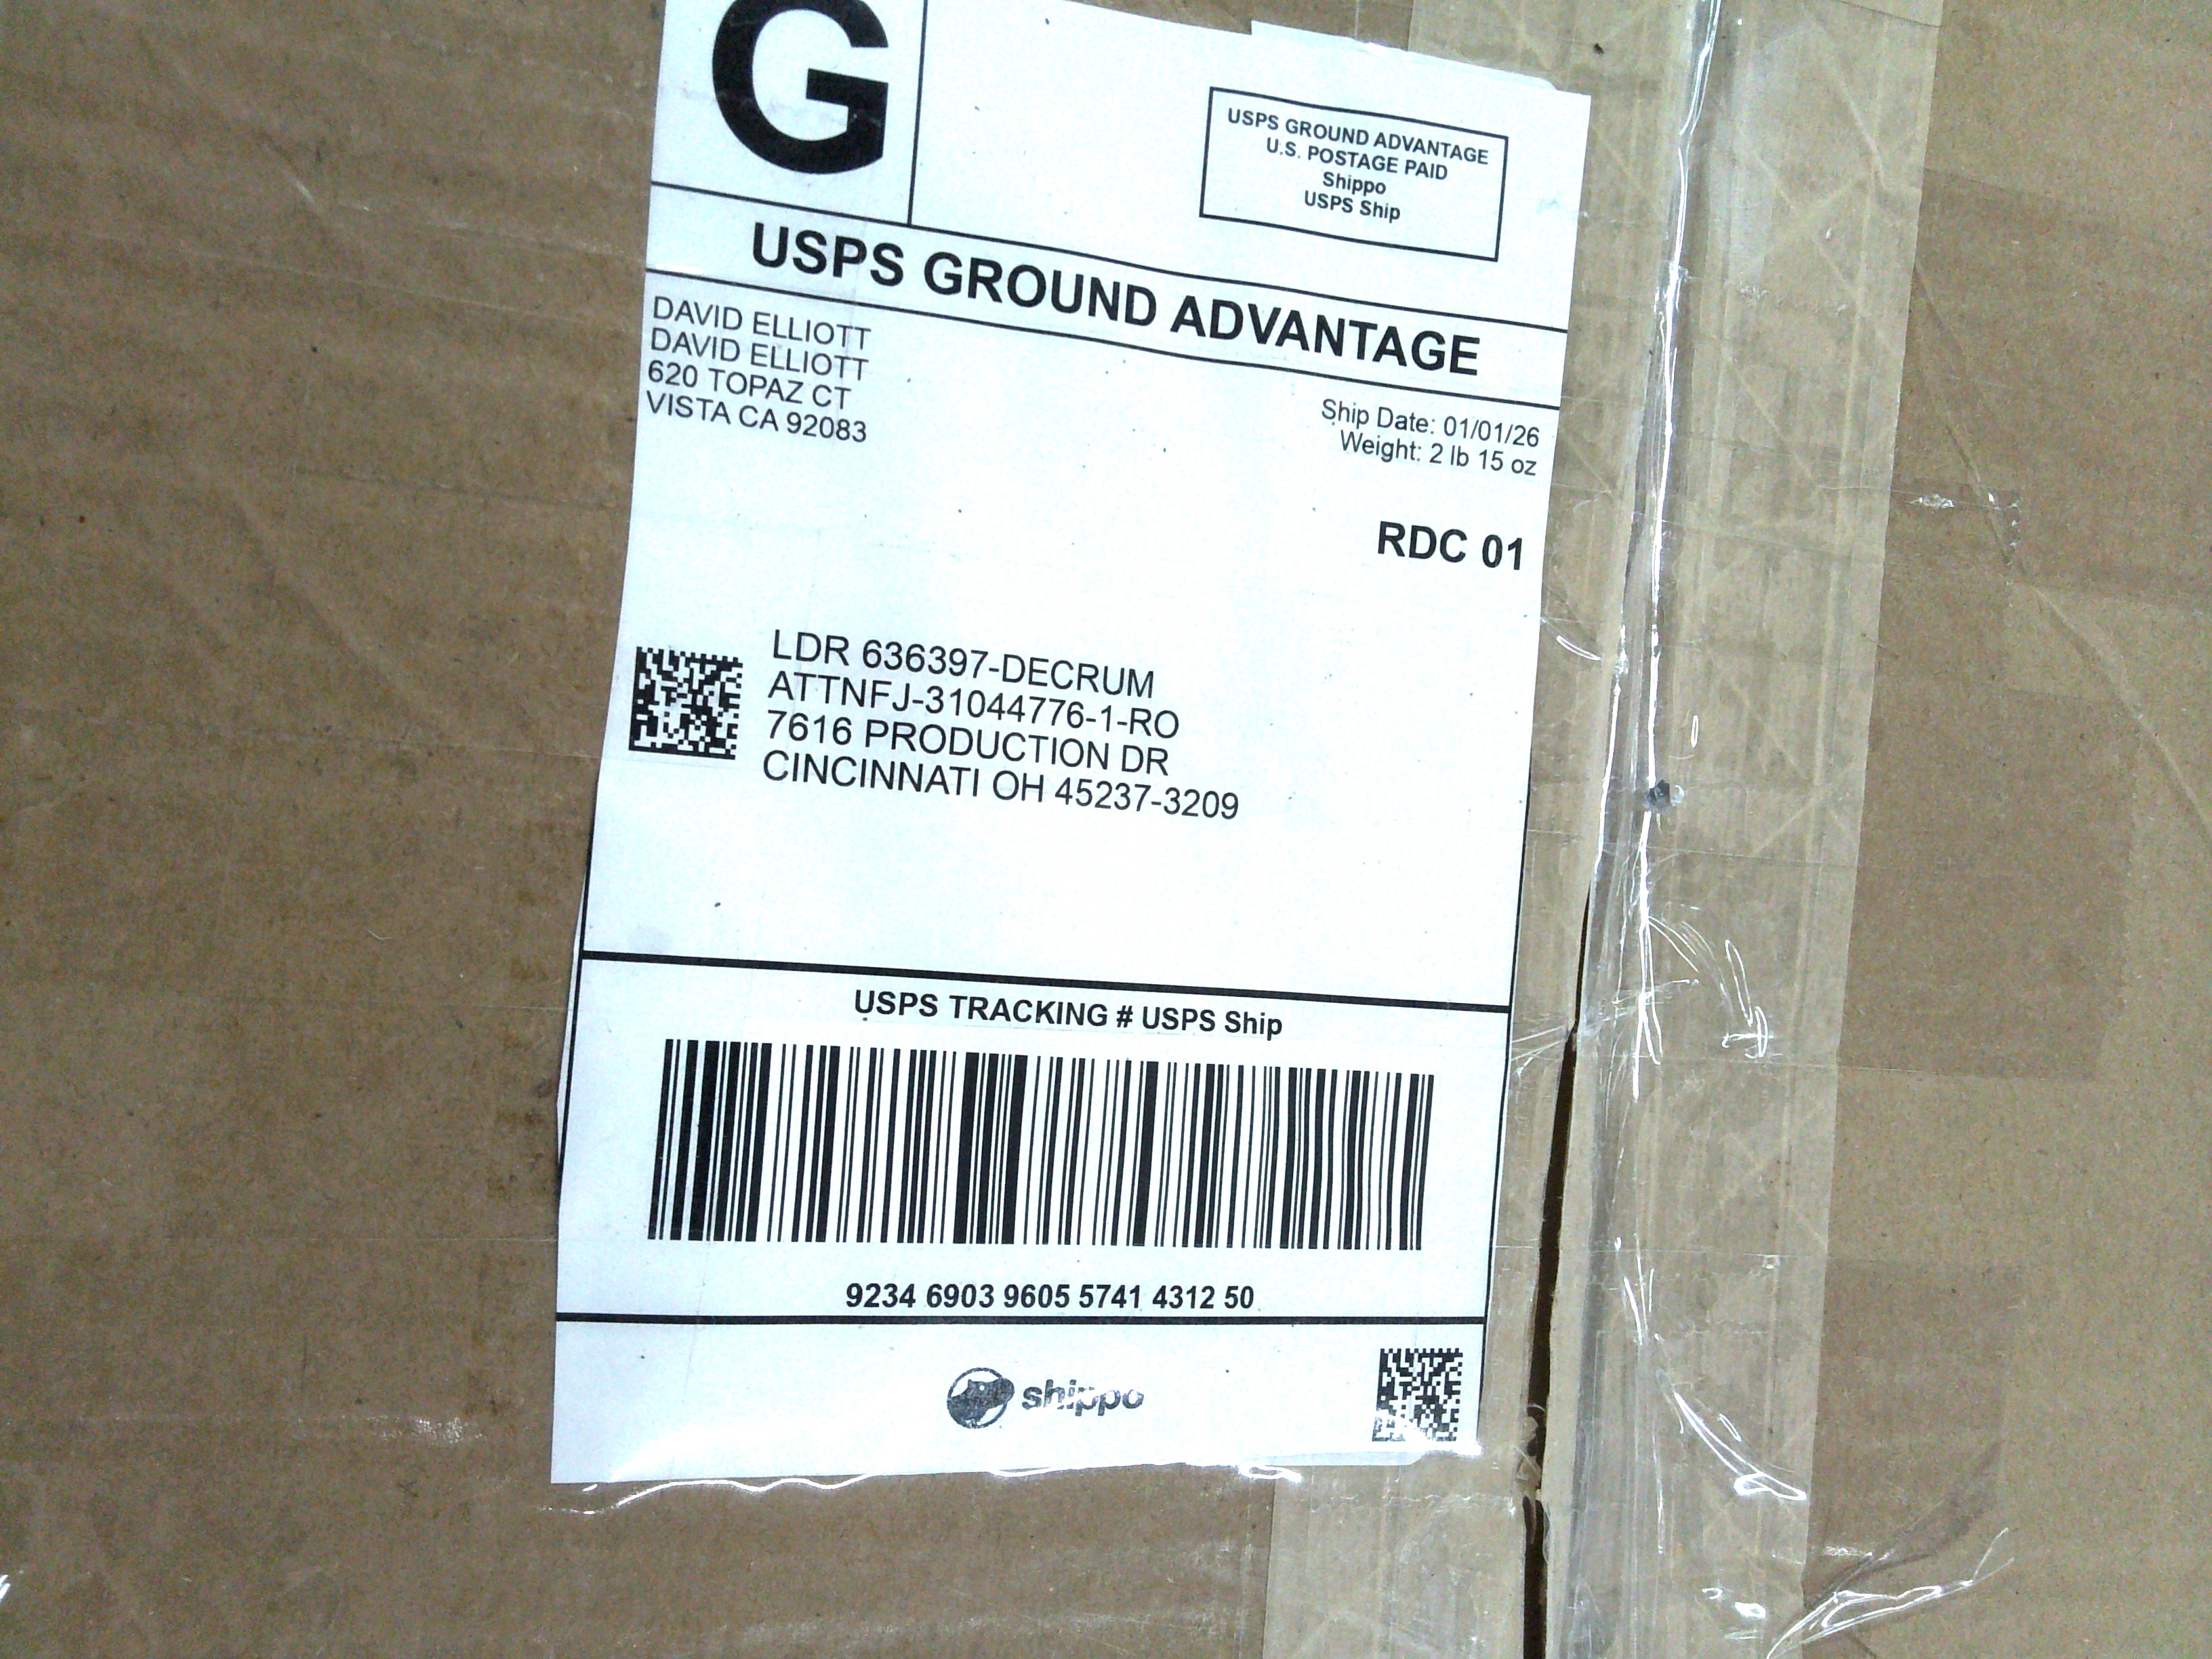 G
USPS GROUND ADVANTAGE
U.S. POSTAGE PAID
Shippo
USPS Ship
USPS GROUND ADVANTAGE
DAVID ELLIOTT
DAVID ELLIOTT
620 TOPAZ CT
VISTA CA 92083
Ship Date: 01/01/26
Weight: 2 lb 15 oz
RDC 01
LDR 636397-DECRUM
ATTNFJ-31044776-1-RO
7616 PRODUCTION DR
CINCINNATI OH 45237-3209
USPS TRACKING # USPS Ship
9234 6903 9605 5741 4312 50
shippo